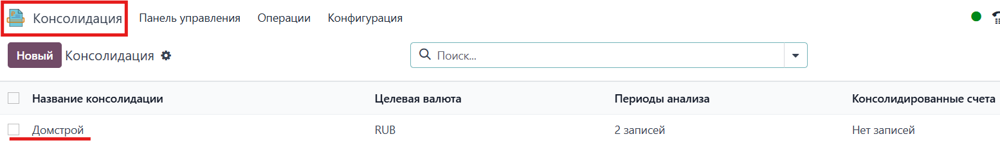 Консолидация Панель управления Операции Конфигурация
Новый Консолидация Поиск...
Название консолидации Целевая валюта Периоды анализа Консолидированные счета
Домстрой RUB 2 записей Нет записей